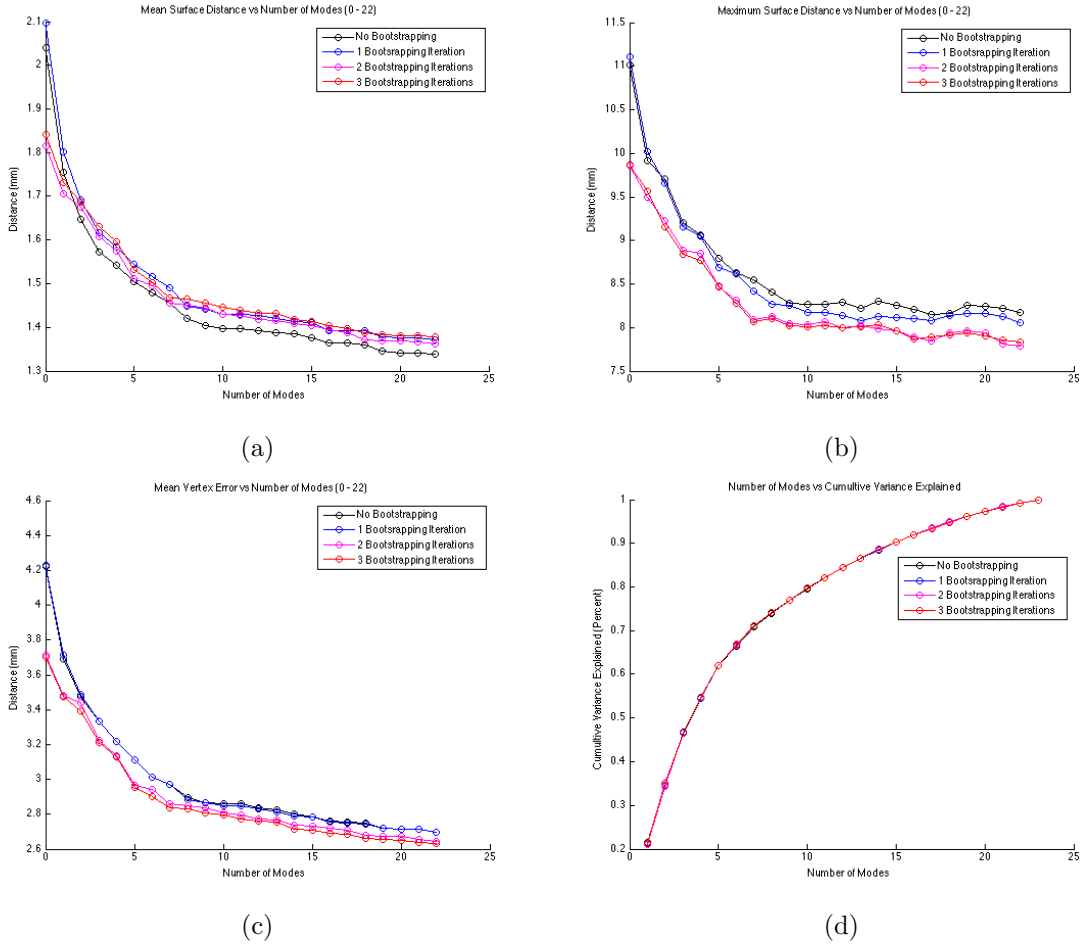 Mean Surface Distance vs Number of Modes (0 - 22)
2.1
2
1.9
1.8
1.7
1.6
1.5
1.4
1.3
Distance (mm)
No Bootstrapping
1 Bootsrapping Iteration
2 Bootstrapping Iterations
3 Bootstrapping Iterations
0 5 10 15 20 25
Number of Modes
(a)
Maximum Surface Distance vs Number of Modes (0 - 22)
11.5
11
10.5
10
9.5
9
8.5
8
7.5
Distance (mm)
No Bootstrapping
1 Bootsrapping Iteration
2 Bootstrapping Iterations
3 Bootstrapping Iterations
0 5 10 15 20 25
Number of Modes
(b)
Mean Vertex Error vs Number of Modes (0 - 22)
4.6
4.4
4.2
4
3.8
3.6
3.4
3.2
3
2.8
2.6
Distance (mm)
No Bootstrapping
1 Bootsrapping Iteration
2 Bootstrapping Iterations
3 Bootstrapping Iterations
0 5 10 15 20 25
Number of Modes
(c)
Number of Modes vs Cumultive Variance Explained
1
0.9
0.8
0.7
0.6
0.5
0.4
0.3
0.2
Cumultive Variance Explained (Percent)
No Bootstrapping
1 Bootsrapping Iteration
2 Bootstrapping Iterations
3 Bootstrapping Iterations
0 5 10 15 20 25
Number of Modes
(d)